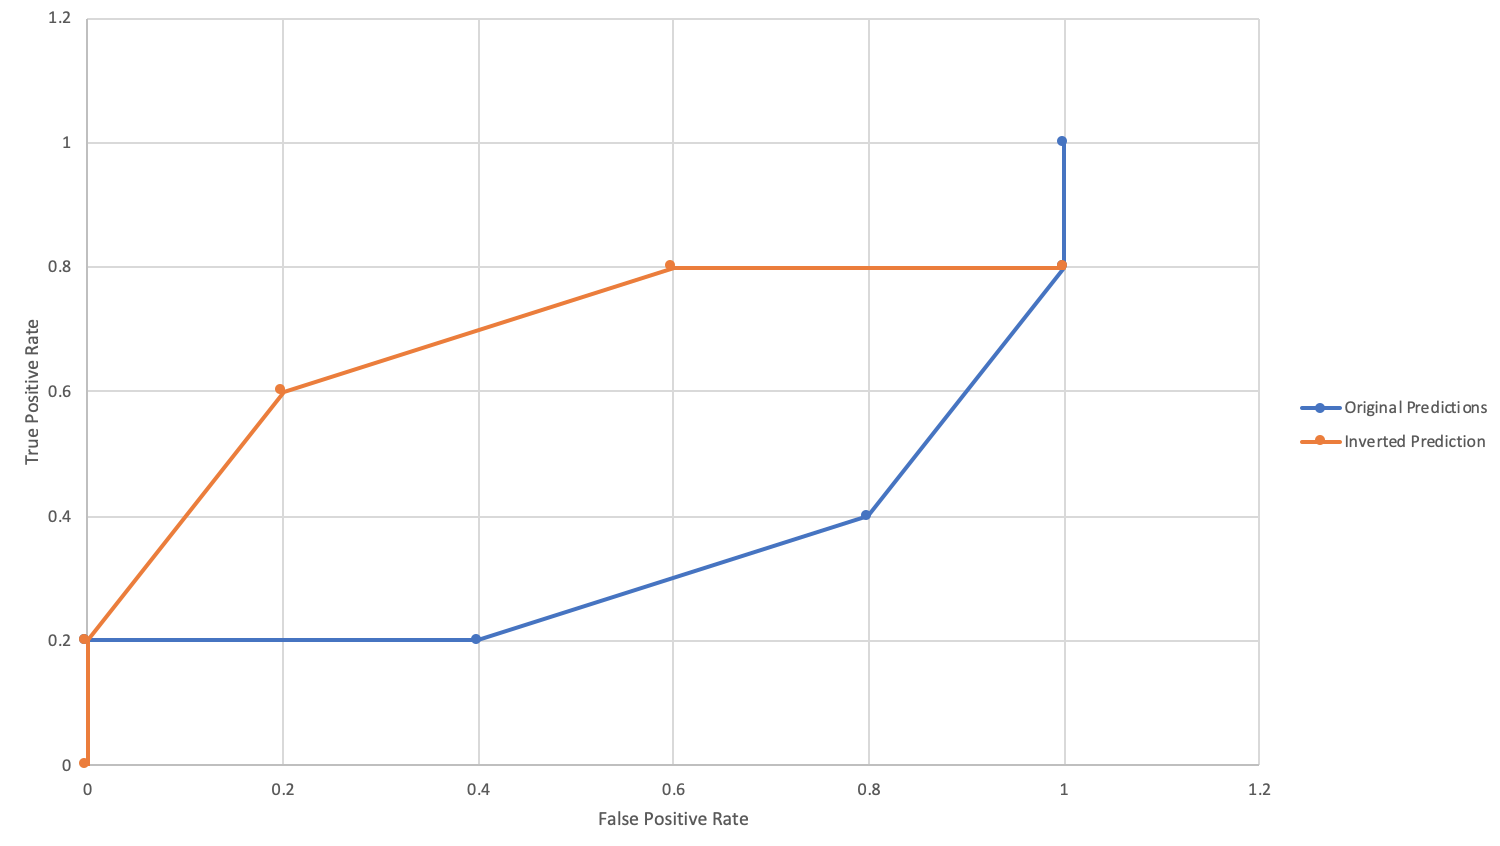 1.2
1
0.8
0.6
0.4
0.2
0
True Positive Rate
0 0.2 0.4 0.6 0.8 1 1.2
False Positive Rate
Original Predictions
Inverted Prediction